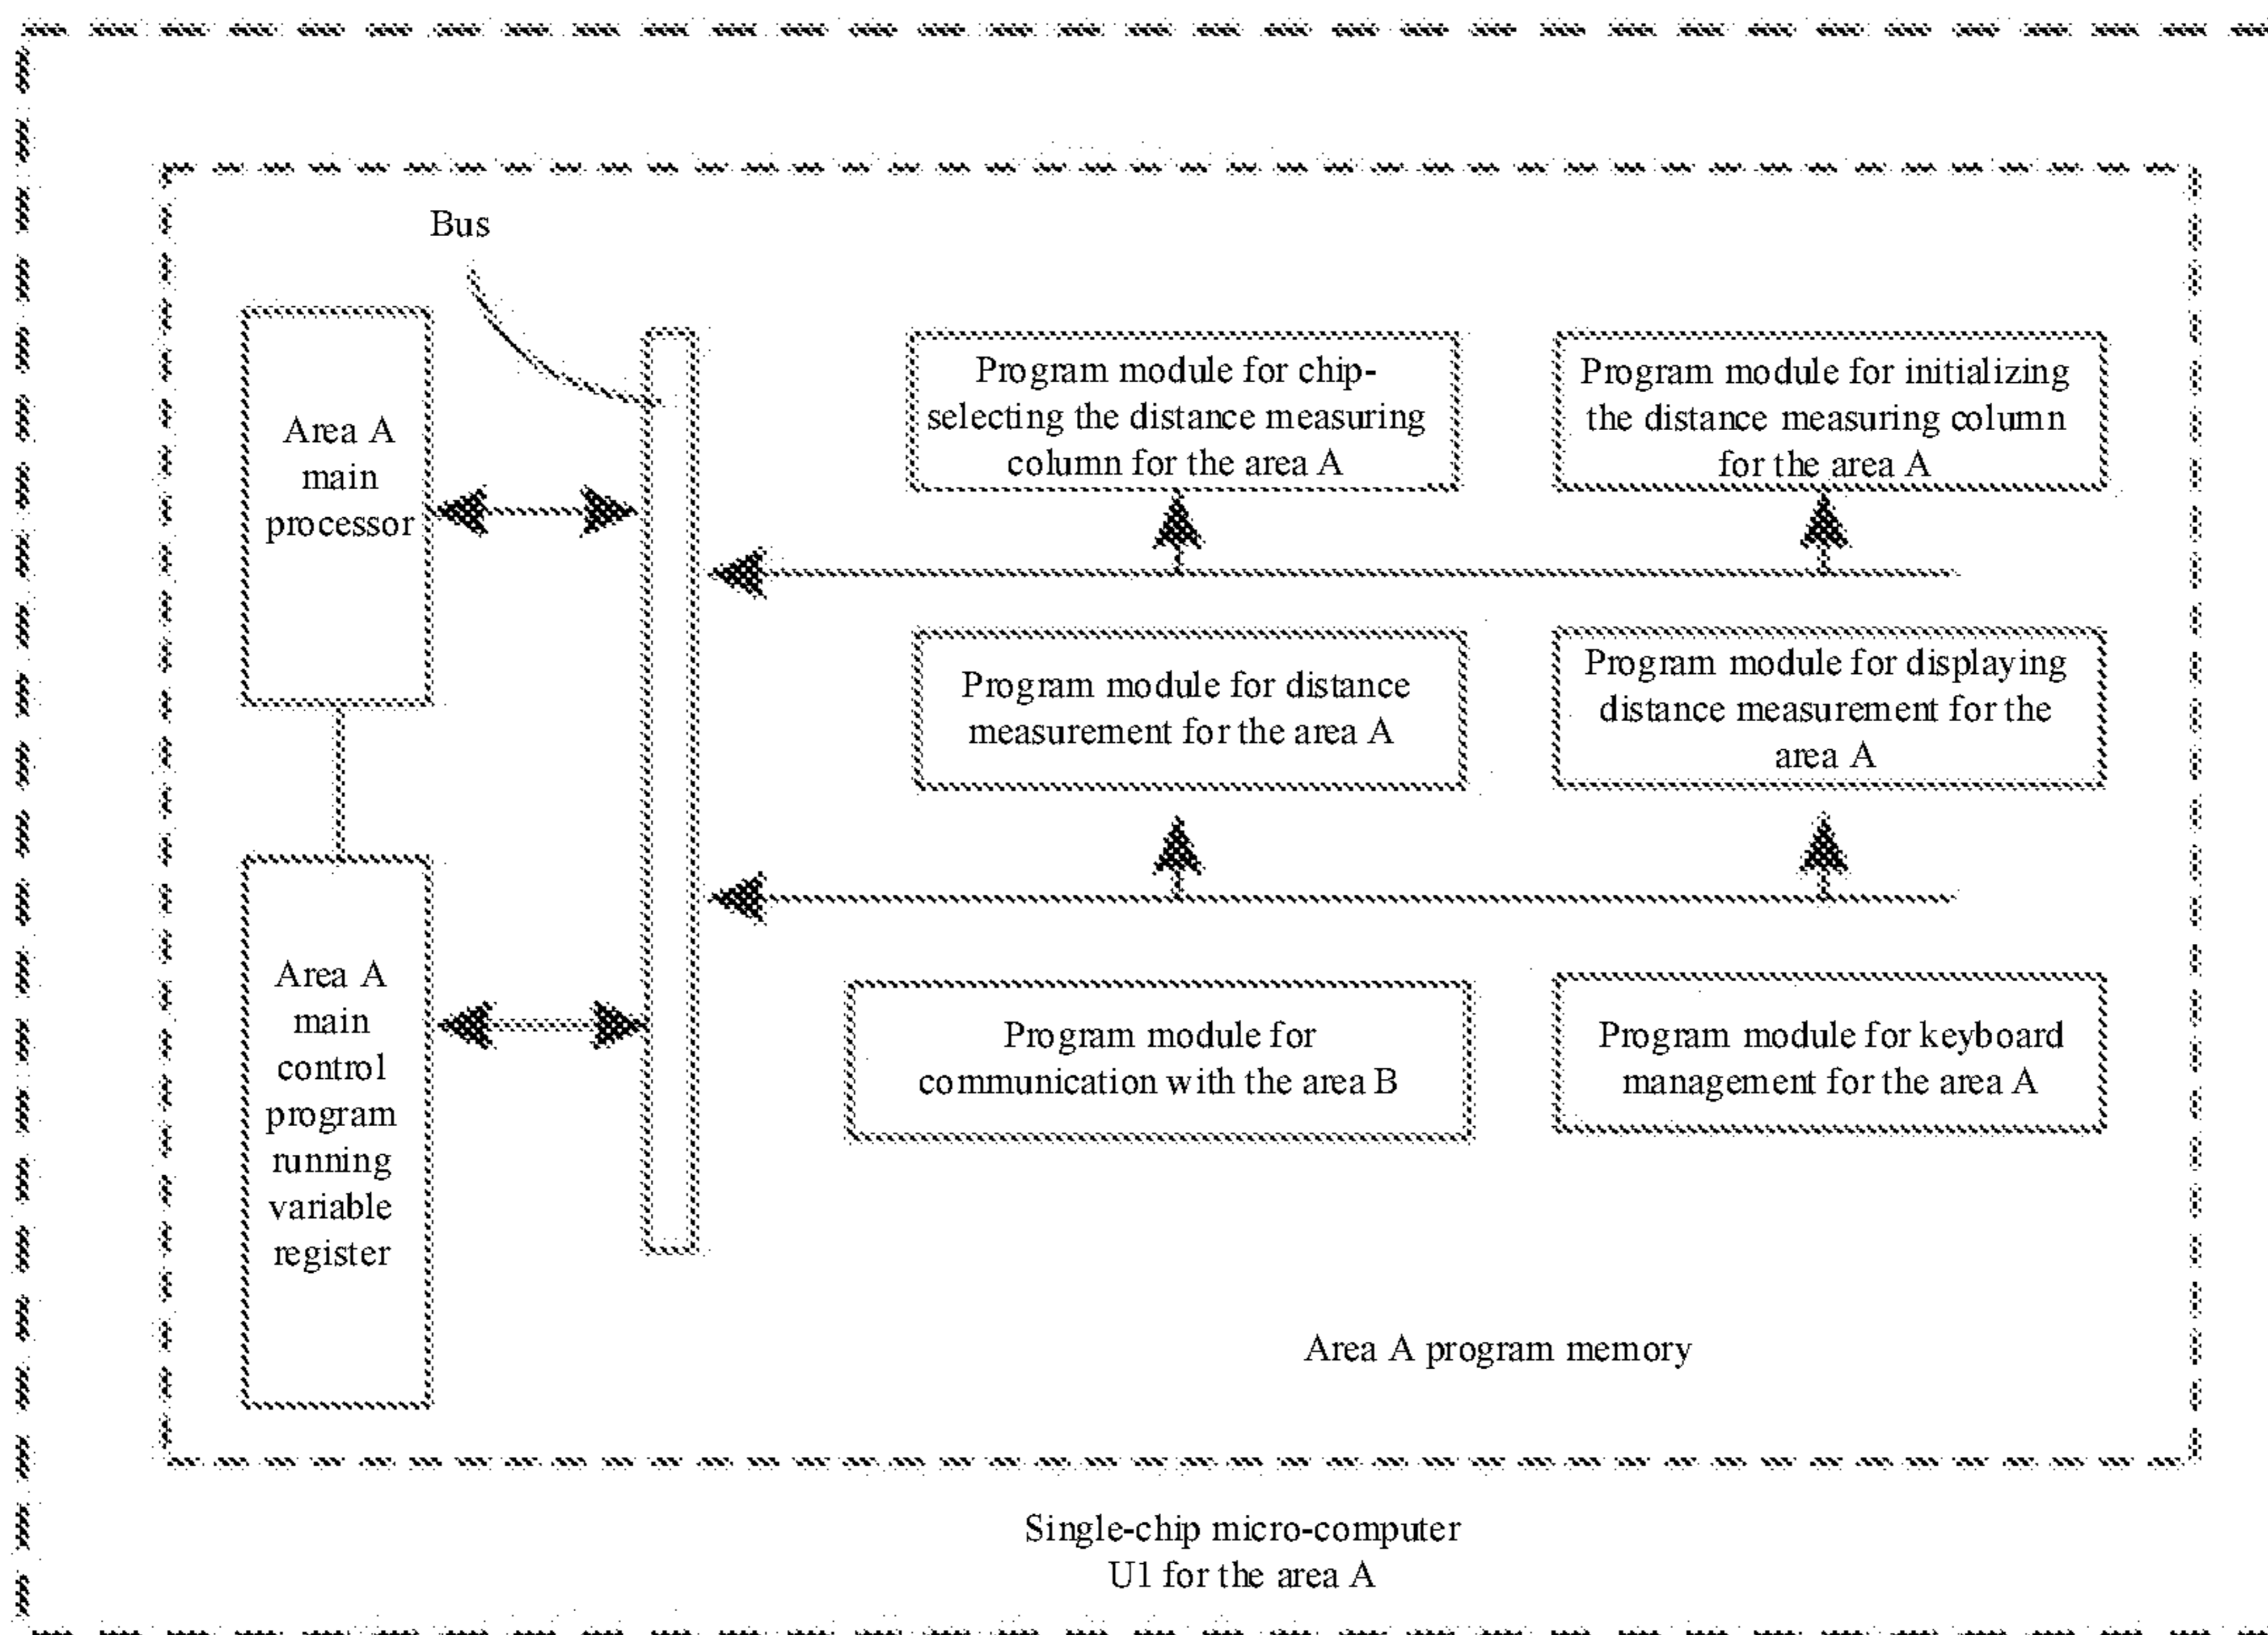 Bus
Area A
main
processor
Program module for chip-
selecting the distance measuring
column for the area A
Program module for initializing
the distance measuring column
for the area A
Program module for distance
measurement for the area A
Program module for displaying
distance measurement for the
area A
Area A
main
control
program
running
variable
register
Program module for
communication with the area B
Program module for keyboard
management for the area A
Area A program memory
Single-chip micro-computer
U1 for the area A